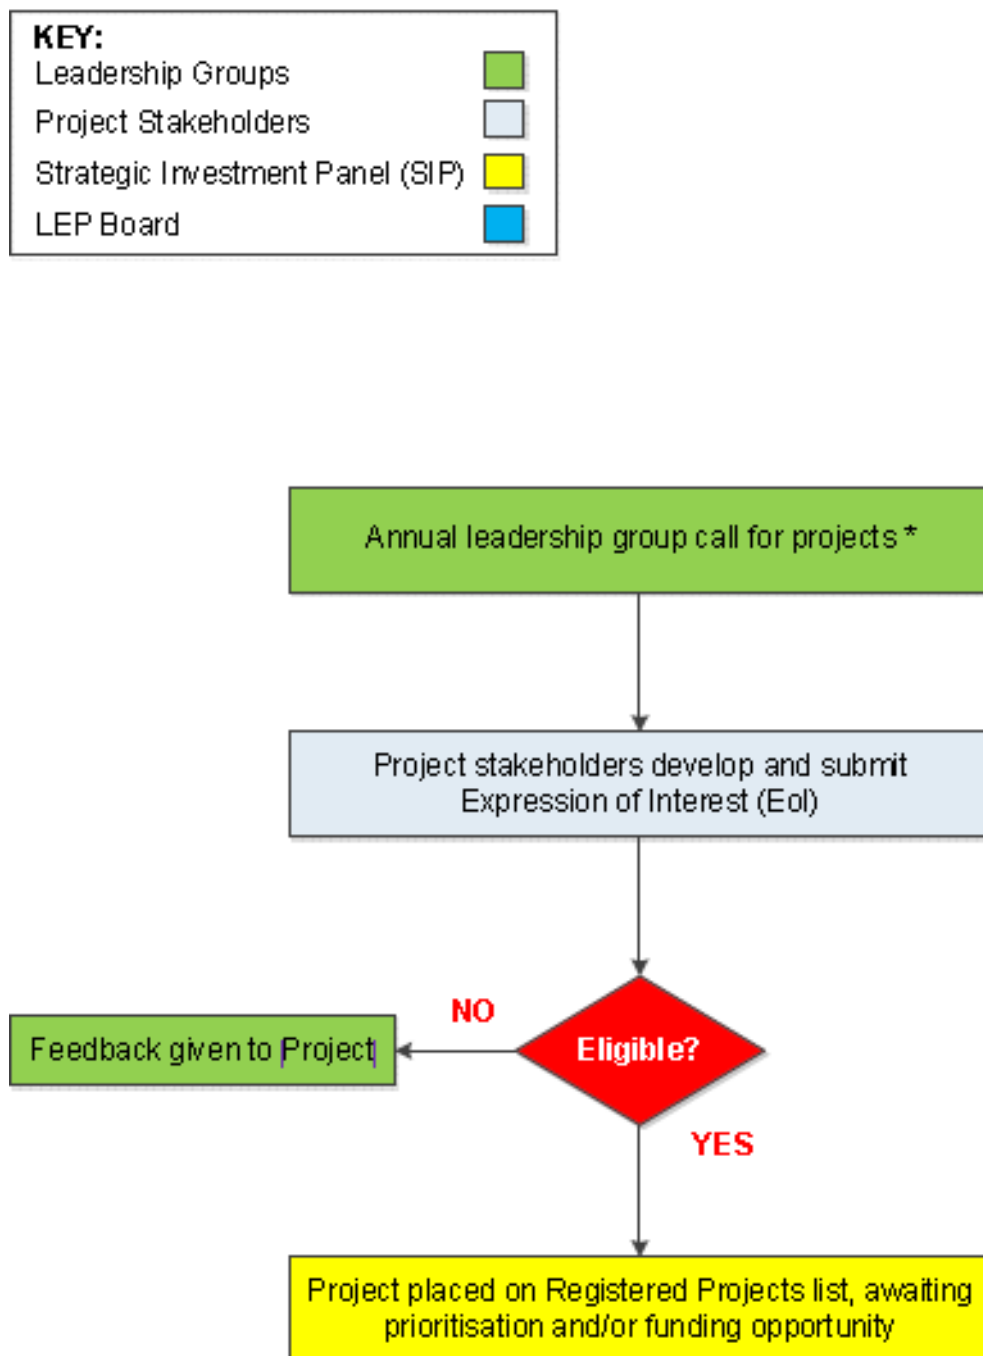 KEY:
Leadership Groups
Project Stakeholders
Strategic Investment Panel (SIP)
LEP Board
Annual leadership group call for projects *
Project stakeholders develop and submit
Expression of Interest (EoI)
NO
Feedback given to Project
Eligible?
YES
Project placed on Registered Projects list, awaiting
prioritisation and/or funding opportunity